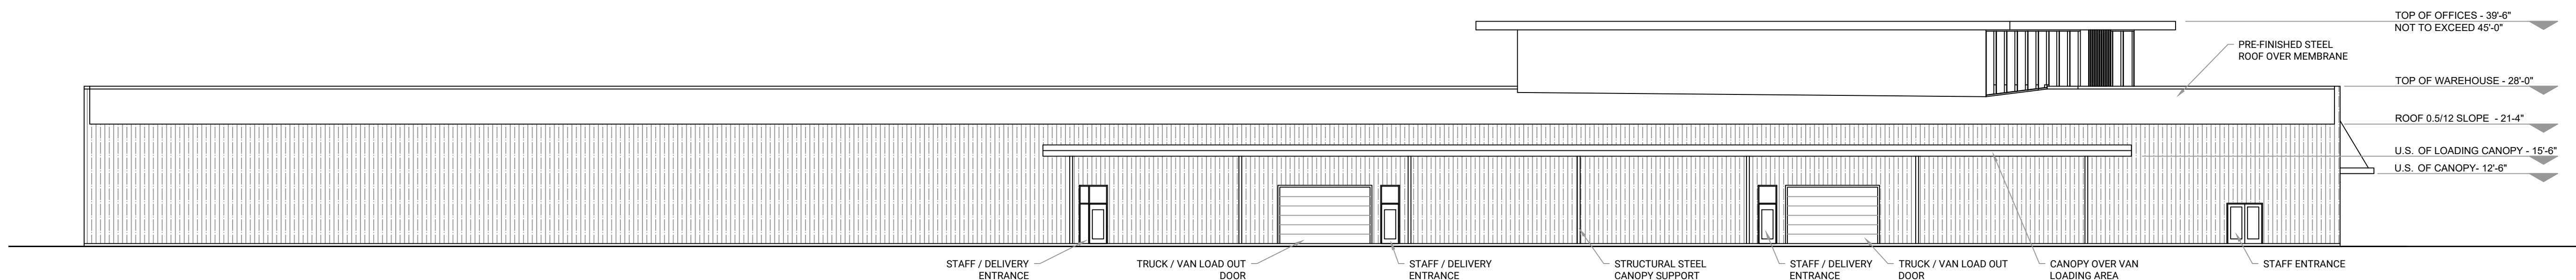 TOP OF OFFICES - 39'-6"
NOT TO EXCEED 45'-0"
PRE-FINISHED STEEL
ROOF OVER MEMBRANE
TOP OF WAREHOUSE - 28'-0"
ROOF 0.5/12 SLOPE - 21-4"
U.S. OF LOADING CANOPY - 15'-6"
U.S. OF CANOPY- 12'-6"
STAFF / DELIVERY
ENTRANCE
TRUCK / VAN LOAD OUT
DOOR
STAFF / DELIVERY
ENTRANCE
STRUCTURAL STEEL
CANOPY SUPPORT
STAFF / DELIVERY
ENTRANCE
TRUCK / VAN LOAD OUT
DOOR
CANOPY OVER VAN
LOADING AREA
STAFF ENTRANCE